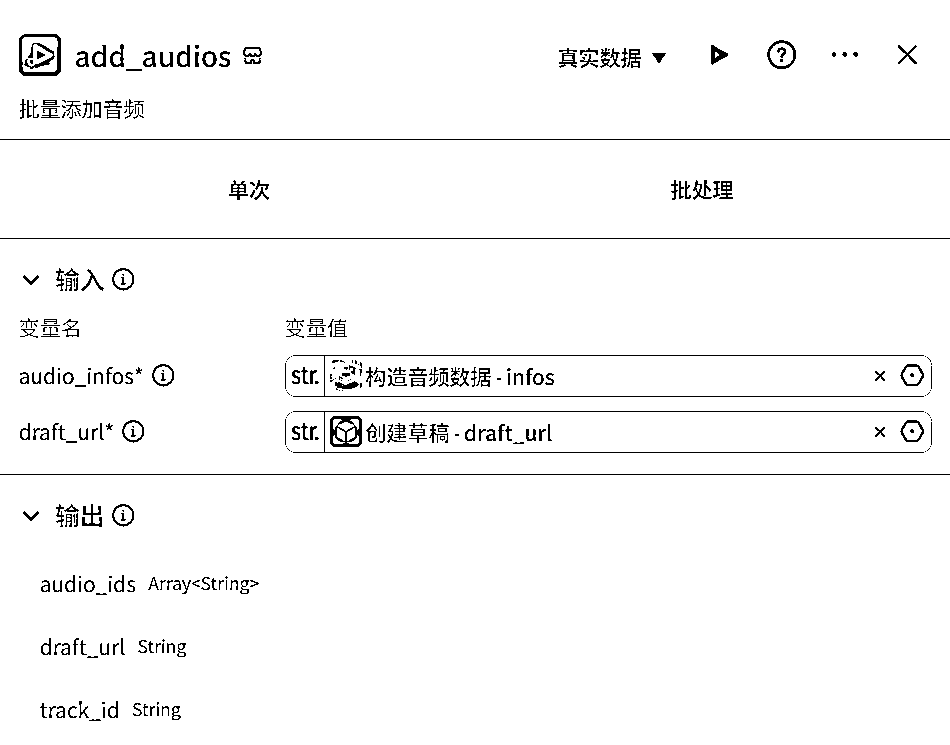 add_audios 真实数据
批量添加音频
单次 批处理
输入
变量名 变量值
audio_infos* str. 构造音频数据 - infos
draft_url* str. 创建草稿 - draft_url
输出
audio_ids Array<String>
draft_url String
track_id String